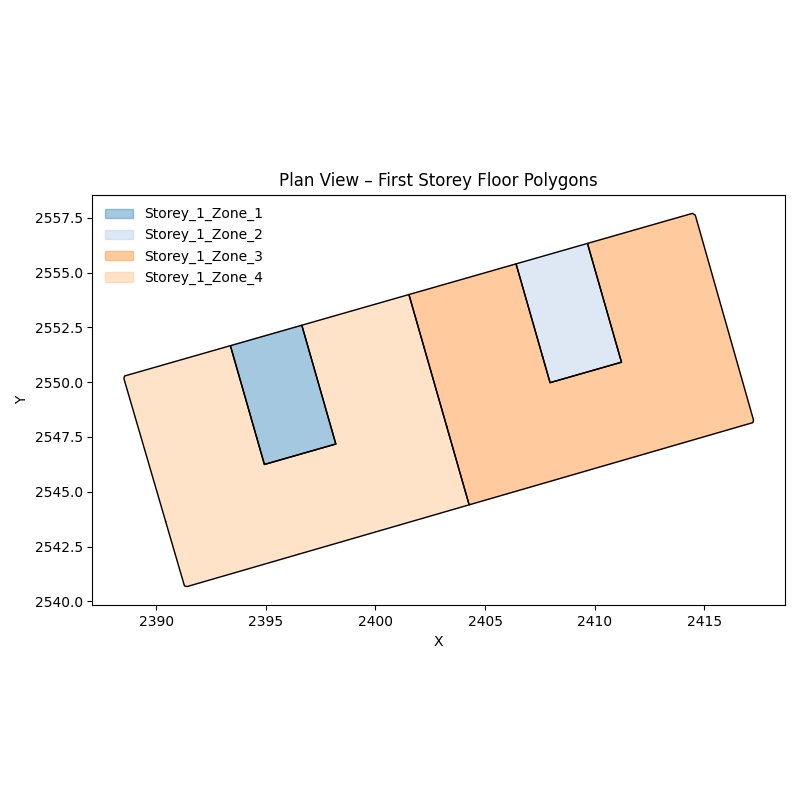 Plan View – First Storey Floor Polygons
Storey_1_Zone_1
Storey_1_Zone_2
Storey_1_Zone_3
Storey_1_Zone_4
2557.5
2555.0
2552.5
2550.0
2547.5
2545.0
2542.5
2540.0
Y
2390 2395 2400 2405 2410 2415
X